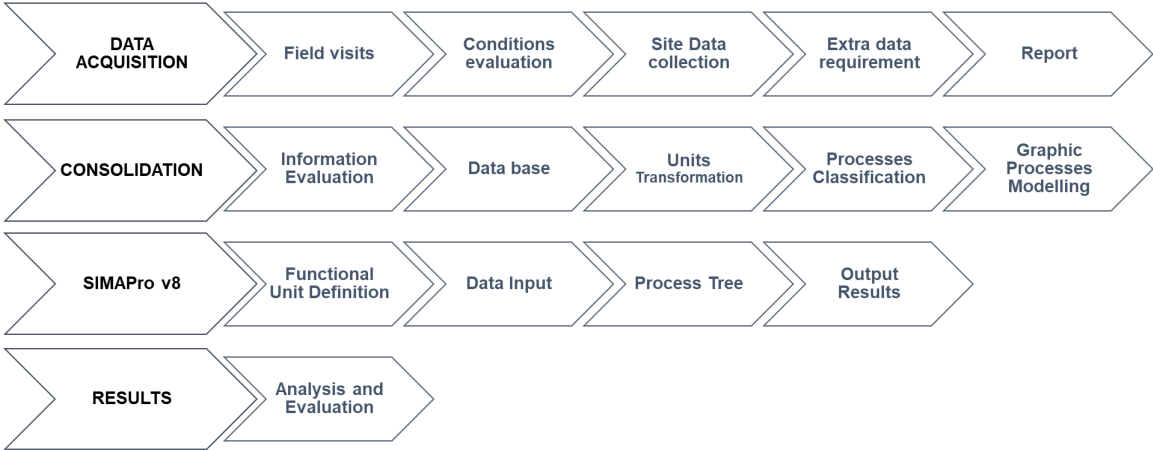 DATA
ACQUISITION
Field visits
Conditions
evaluation
Site Data
collection
Extra data
requirement
Report
CONSOLIDATION
Information
Evaluation
Data base
Units
Transformation
Processes
Classification
Graphic
Processes
Modelling
SIMAPro v8
Functional
Unit Definition
Data Input
Process Tree
Output
Results
RESULTS
Analysis and
Evaluation